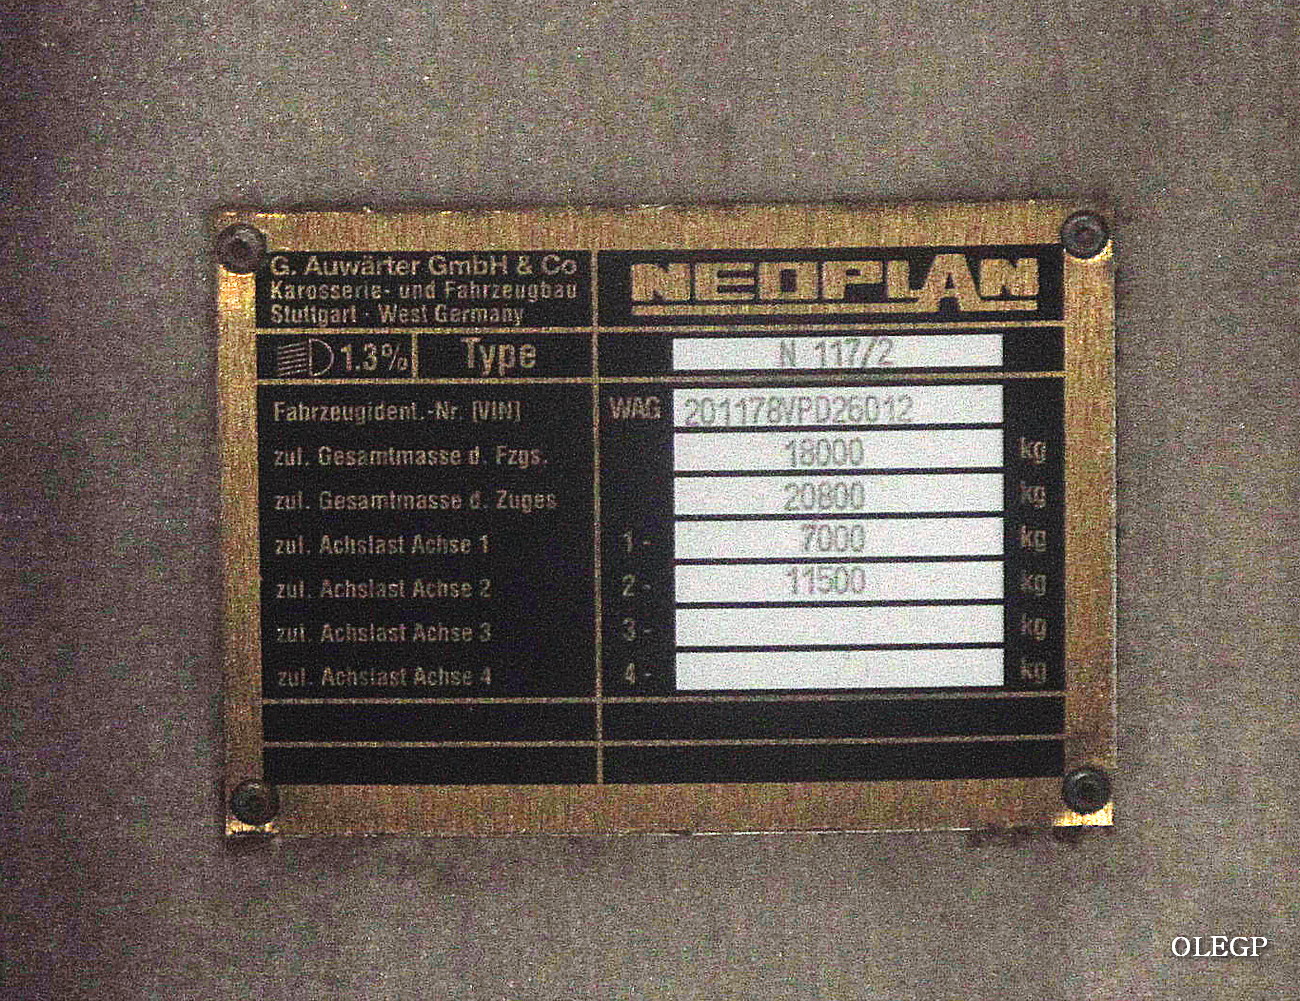 G. Auwärter GmbH & Co
Karosserie- und Fahrzeugbau
Stuttgart · West Germany
NEOPLAN
1.3% Type N 117/2
Fahrzeugident.-Nr. [VIN] WAG 201178VPD26012
zul. Gesamtmasse d. Fzgs. 18000 kg
zul. Gesamtmasse d. Zuges 20800 kg
zul. Achslast Achse 1 1 - 7000 kg
zul. Achslast Achse 2 2 - 11500 kg
zul. Achslast Achse 3 3 - kg
zul. Achslast Achse 4 4 - kg
OLEGP